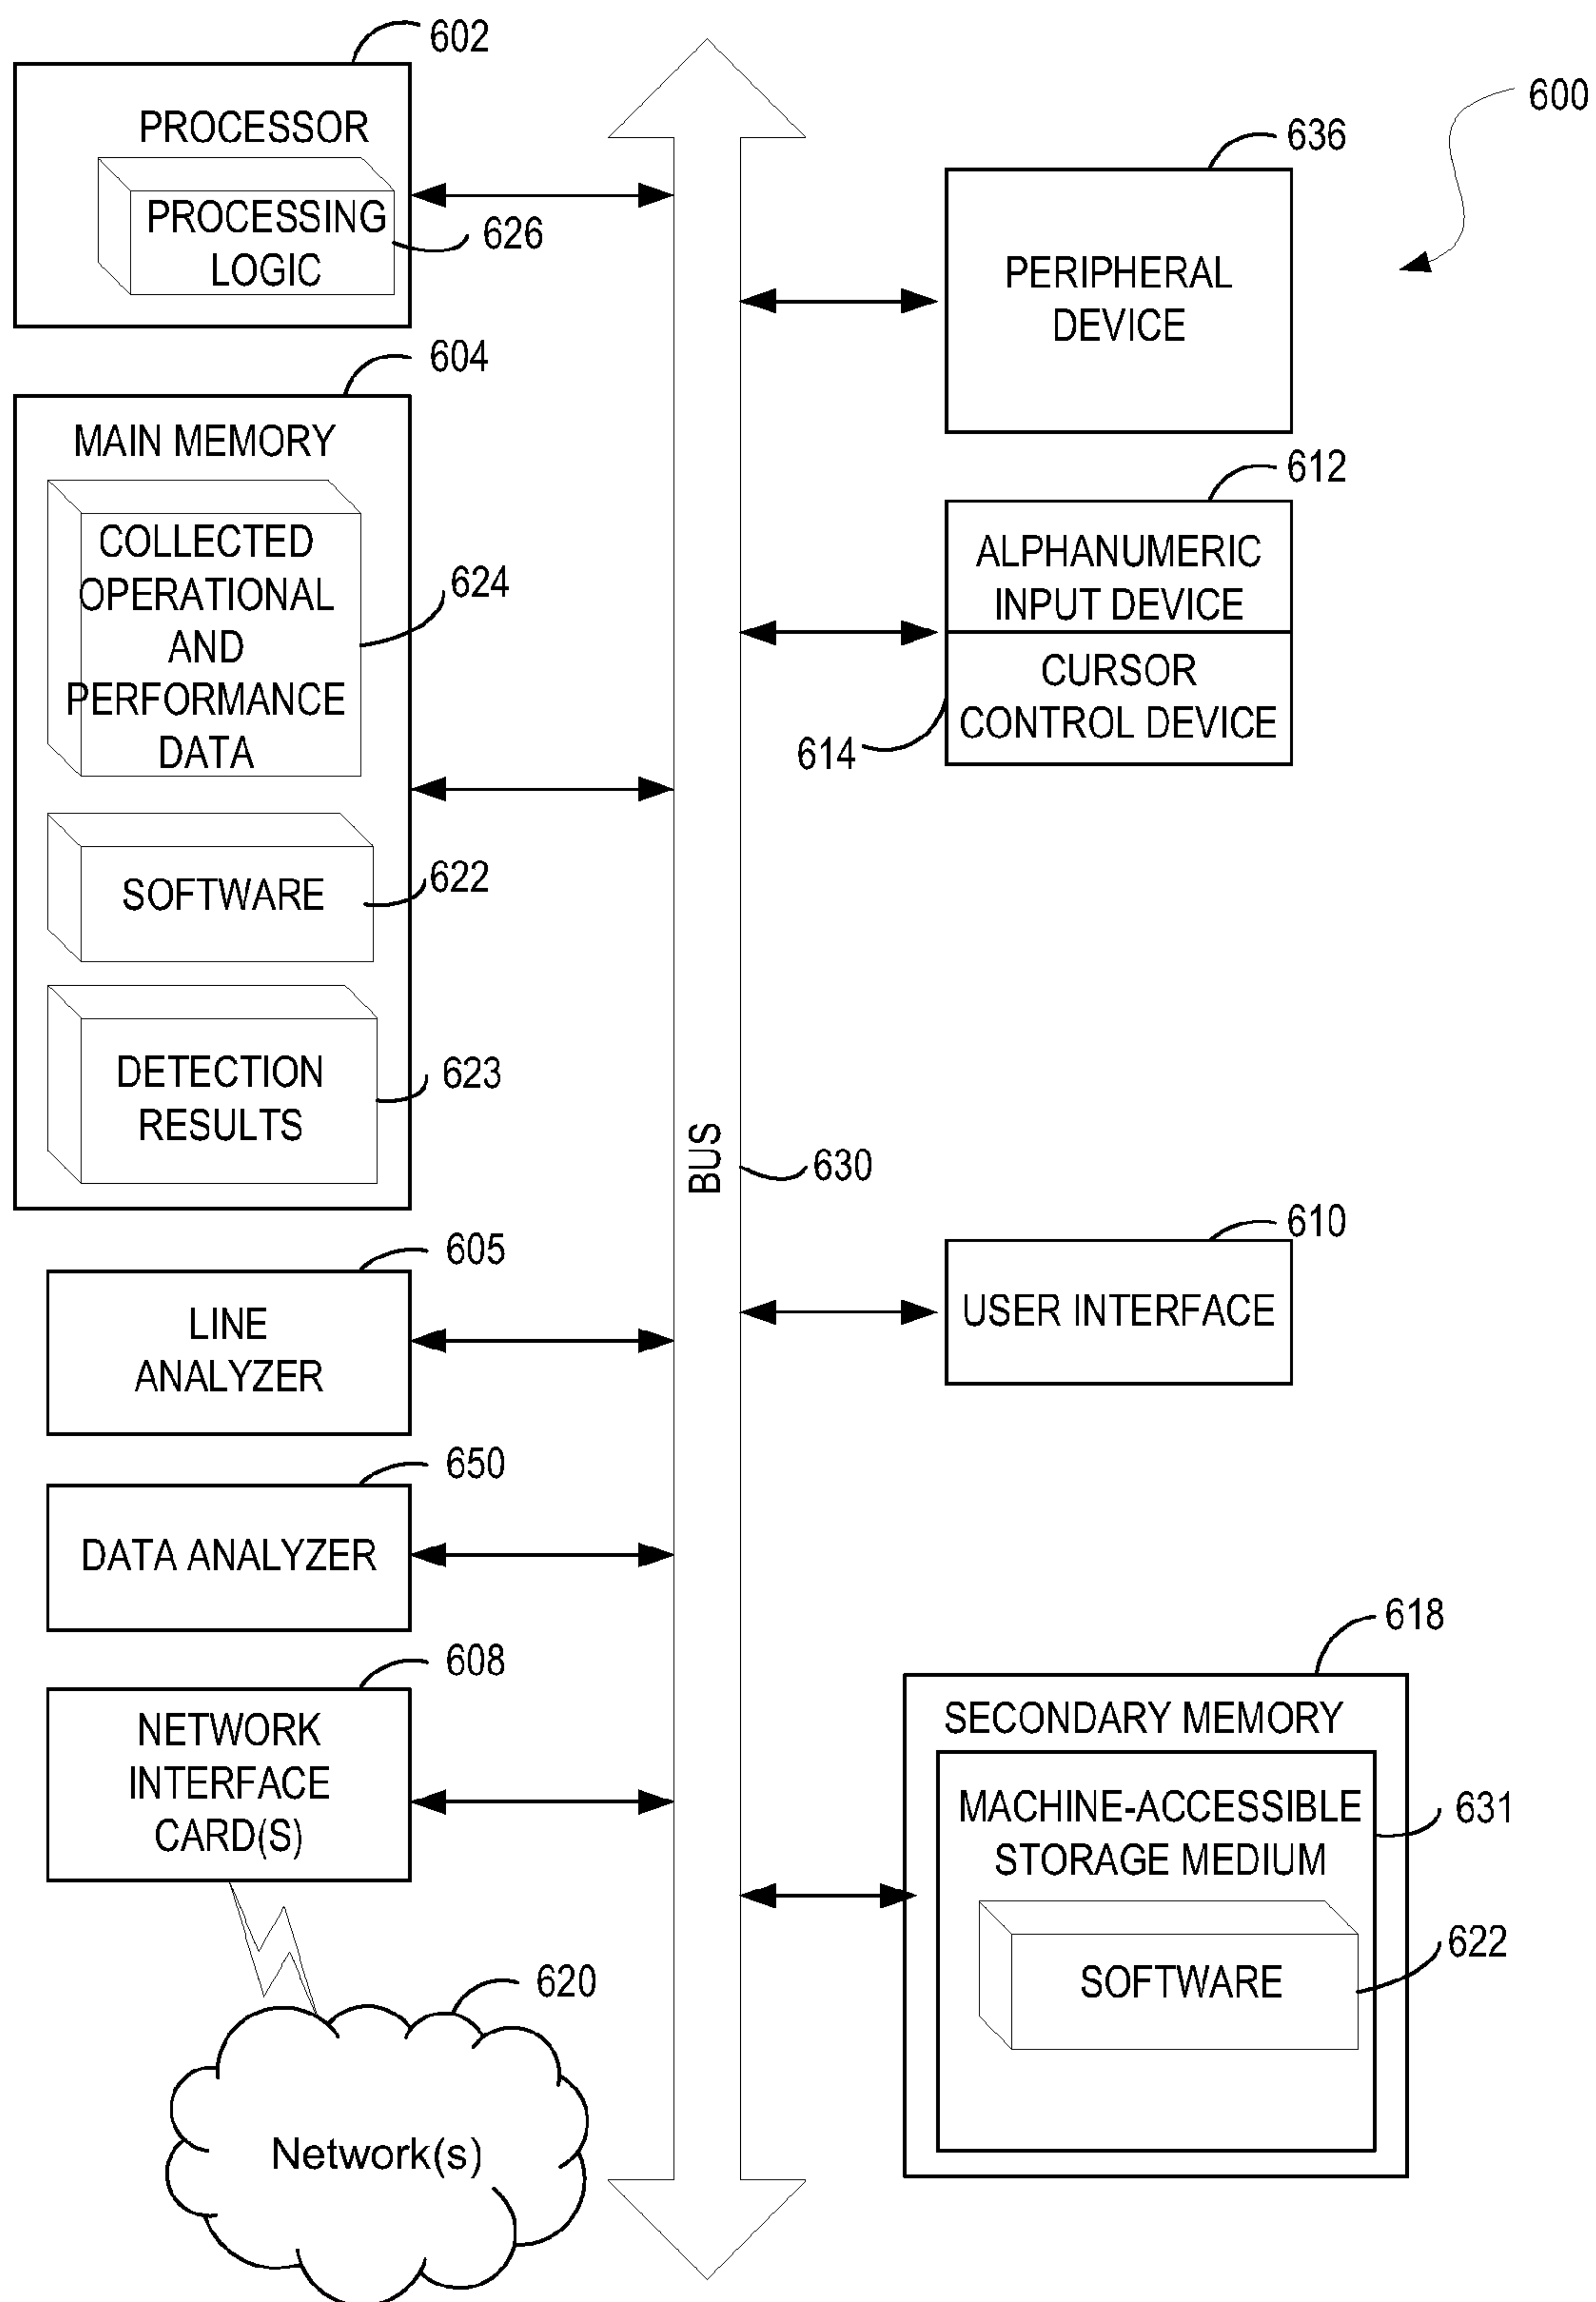 602
PROCESSOR
PROCESSING
LOGIC
626
604
MAIN MEMORY
COLLECTED
OPERATIONAL
AND
PERFORMANCE
DATA
624
SOFTWARE
622
DETECTION
RESULTS
623
605
LINE
ANALYZER
650
DATA ANALYZER
608
NETWORK
INTERFACE
CARD(S)
620
Network(s)
BUS
630
600
636
PERIPHERAL
DEVICE
612
ALPHANUMERIC
INPUT DEVICE
CURSOR
CONTROL DEVICE
614
610
USER INTERFACE
618
SECONDARY MEMORY
MACHINE-ACCESSIBLE
STORAGE MEDIUM
631
SOFTWARE
622